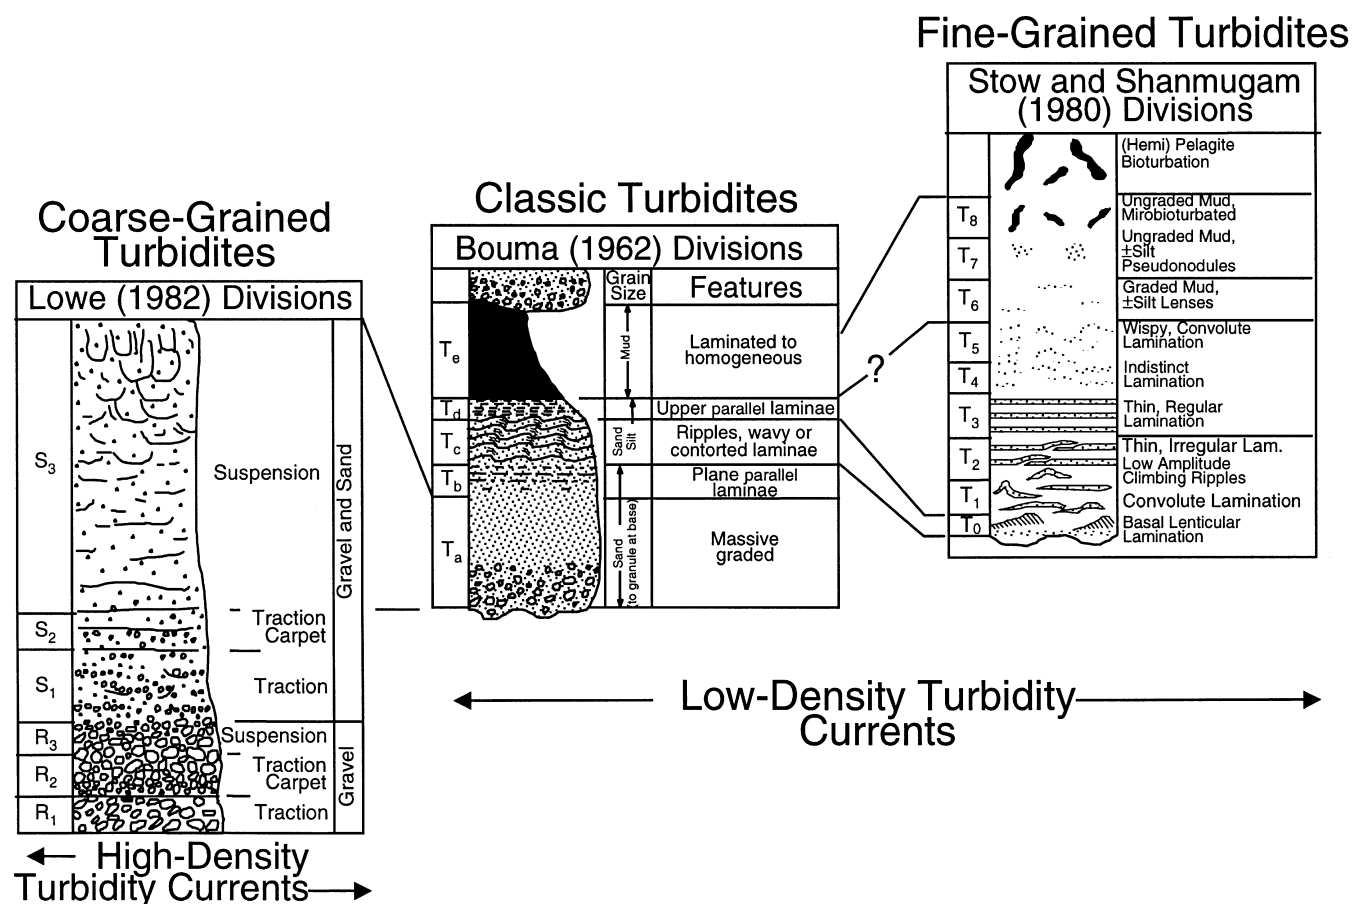 Coarse-Grained
Turbidites
Lowe (1982) Divisions
S3
S2
S1
R3
R2
R1
Suspension
Traction
Carpet
Traction
Suspension
Traction
Carpet
Traction
Gravel and Sand
Gravel
High-Density
Turbidity Currents
Classic Turbidites
Bouma (1962) Divisions
Grain
Size
Features
Te
Td
Tc
Tb
Ta
Mud
Sand
Silt
Sand
(to granule at base)
Laminated to
homogeneous
Upper parallel laminae
Ripples, wavy or
contorted laminae
Plane parallel
laminae
Massive
graded
?
Low-Density Turbidity
Currents
Fine-Grained Turbidites
Stow and Shanmugam
(1980) Divisions
(Hemi) Pelagite
Bioturbation
T8
Ungraded Mud,
Mirobioturbated
T7
Ungraded Mud,
±Silt
Pseudonodules
T6
Graded Mud,
±Silt Lenses
T5
Wispy, Convolute
Lamination
T4
Indistinct
Lamination
T3
Thin, Regular
Lamination
T2
Thin, Irregular Lam.
Low Amplitude
Climbing Ripples
T1
Convolute Lamination
T0
Basal Lenticular
Lamination